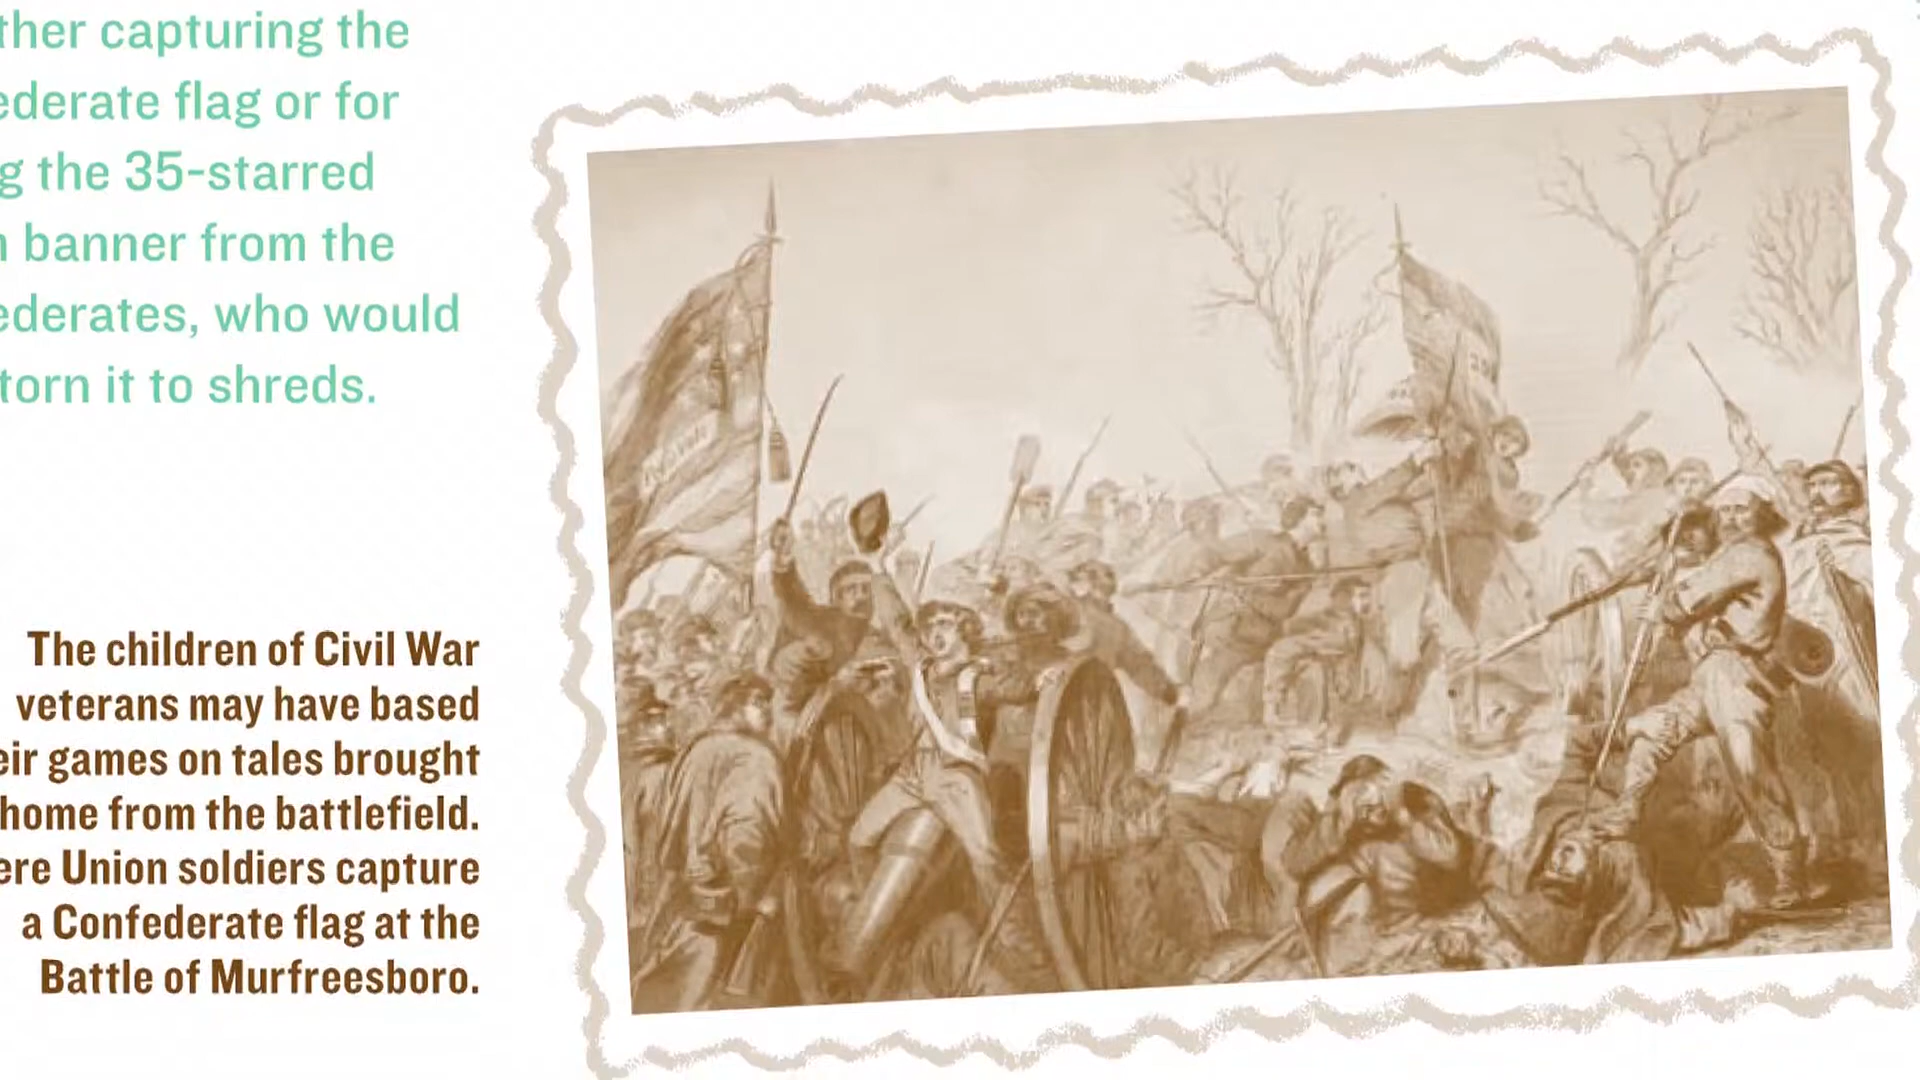 ther capturing the
ederate flag or for
g the 35-starred
banner from the
ederates, who would
torn it to shreds.
The children of Civil War
veterans may have based
eir games on tales brought
home from the battlefield.
ere Union soldiers capture
a Confederate flag at the
Battle of Murfreesboro.